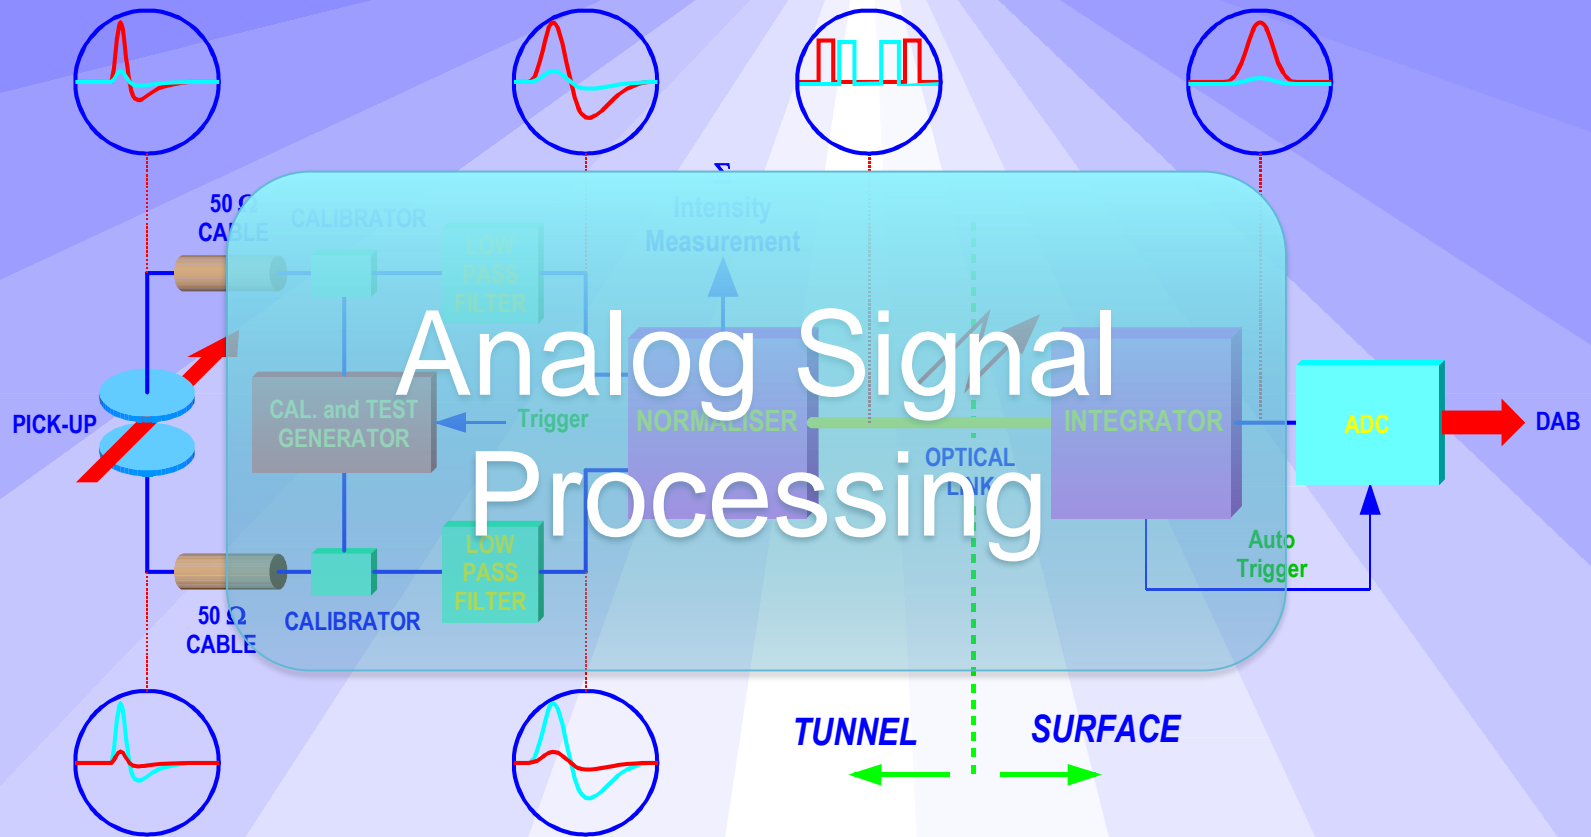 Σ
50 Ω
CABLE
CALIBRATOR
Intensity
Measurement
LOW
PASS
FILTER
Analog Signal
Processing
PICK-UP
CAL. and TEST
GENERATOR
Trigger
NORMALISER
INTEGRATOR
ADC
DAB
OPTICAL
LINK
LOW
PASS
FILTER
Auto
Trigger
50 Ω
CABLE
CALIBRATOR
TUNNEL
SURFACE